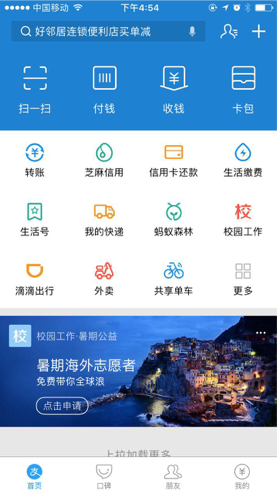 中国移动 下午4:54
好邻居连锁便利店买单减
扫一扫 付钱 收钱 卡包
转账 芝麻信用 信用卡还款 生活缴费
校
生活号 我的快递 蚂蚁森林 校园工作
滴滴出行 外卖 共享单车 更多
校 校园工作·暑期公益
暑期海外志愿者
免费带你全球浪
点击申请
上拉加载更多
支
首页 口碑 朋友 我的